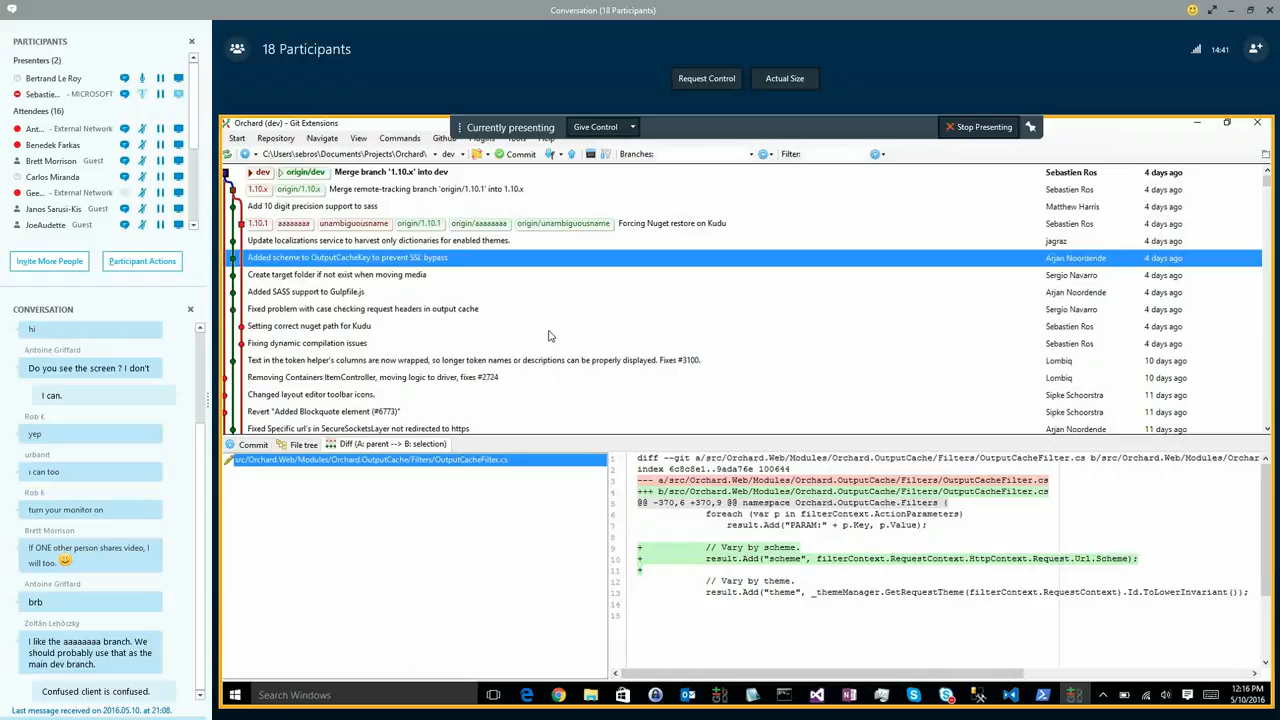 Conversation (18 Participants)
PARTICIPANTS
Presenters (2)
Bertrand Le Roy
Sebastie... - MICROSOFT
Attendees (16)
Ant... - External Network
Benedek Farkas
Brett Morrison Guest
Carlos Miranda
Gee... - External Network
Janos Sarusi-Kis Guest
JoeAudette Guest
Invite More People
Participant Actions
CONVERSATION
hi
Antoine Griffard
Do you see the screen ? I don't
I can.
Rob K
yep
urbanit
i can too
Rob K
turn your monitor on
Brett Morrison
If ONE other person shares video, I
will too.
Antoine Griffard
brb
Zoltán Lehóczky
I like the aaaaaaaa branch. We
should probably use that as the
main dev branch.
Confused client is confused.
Last message received on 2016.05.10. at 21:08.
18 Participants
14:41
Request Control
Actual Size
Orchard (dev) - Git Extensions
Currently presenting
Give Control
Stop Presenting
Start Repository Navigate View Commands Github Plugins Tools Help
C:\Users\sebros\Documents\Projects\Orchard\ dev Commit Branches: Filter:
dev origin/dev Merge branch '1.10.x' into dev Sebastien Ros 4 days ago
1.10.x origin/1.10.x Merge remote-tracking branch 'origin/1.10.1' into 1.10.x Sebastien Ros 4 days ago
Add 10 digit precision support to sass Matthew Harris 4 days ago
1.10.1 aaaaaaaa unambiguousname origin/1.10.1 origin/aaaaaaaa origin/unambiguousname Forcing Nuget restore on Kudu Sebastien Ros 4 days ago
Update localizations service to harvest only dictionaries for enabled themes. jagraz 4 days ago
Added scheme to OutputCacheKey to prevent SSL bypass Arjan Noordende 4 days ago
Create target folder if not exist when moving media Sergio Navarro 4 days ago
Added SASS support to Gulpfile.js Arjan Noordende 4 days ago
Fixed problem with case checking request headers in output cache Sergio Navarro 4 days ago
Setting correct nuget path for Kudu Sebastien Ros 4 days ago
Fixing dynamic compilation issues Sebastien Ros 4 days ago
Text in the token helper's columns are now wrapped, so longer token names or descriptions can be properly displayed. Fixes #3100. Lombiq 10 days ago
Removing Containers ItemController, moving logic to driver, fixes #2724 Lombiq 10 days ago
Changed layout editor toolbar icons. Sipke Schoorstra 11 days ago
Revert "Added Blockquote element (#6773)" Sipke Schoorstra 11 days ago
Fixed Specific url's in SecureSocketsLayer not redirected to https Arjan Noordende 11 days ago
Commit File tree Diff (A: parent --> B: selection)
src/Orchard.Web/Modules/Orchard.OutputCache/Filters/OutputCacheFilter.cs
1 diff --git a/src/Orchard.Web/Modules/Orchard.OutputCache/Filters/OutputCacheFilter.cs b/src/Orchard.Web/Modules/Orchar
2 index 6c8c8e1..9ada76e 100644
3 --- a/src/Orchard.Web/Modules/Orchard.OutputCache/Filters/OutputCacheFilter.cs
4 +++ b/src/Orchard.Web/Modules/Orchard.OutputCache/Filters/OutputCacheFilter.cs
5 @@ -370,6 +370,9 @@ namespace Orchard.OutputCache.Filters {
6 foreach (var p in filterContext.ActionParameters)
7 result.Add("PARAM:" + p.Key, p.Value);
8
9 + // Vary by scheme.
10 + result.Add("scheme", filterContext.RequestContext.HttpContext.Request.Url.Scheme);
11 +
12 // Vary by theme.
13 result.Add("theme", _themeManager.GetRequestTheme(filterContext.RequestContext).Id.ToLowerInvariant());
14
15
Search Windows
12:16 PM
5/10/2016